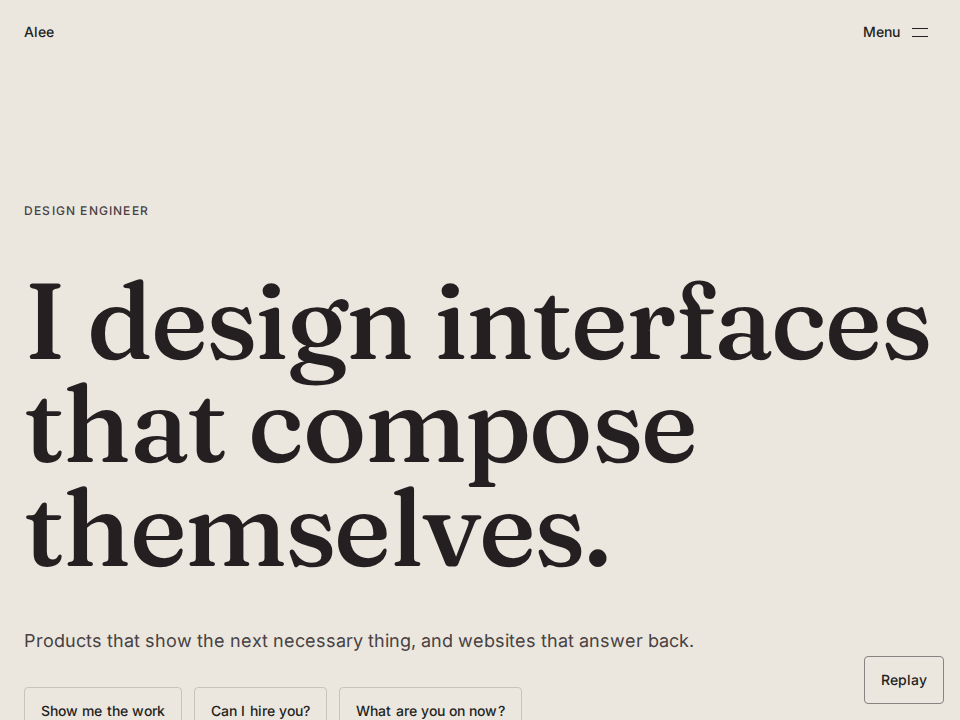 Alee
Menu
DESIGN ENGINEER
I design interfaces
that compose
themselves.
Products that show the next necessary thing, and websites that answer back.
Replay
Show me the work
Can I hire you?
What are you on now?